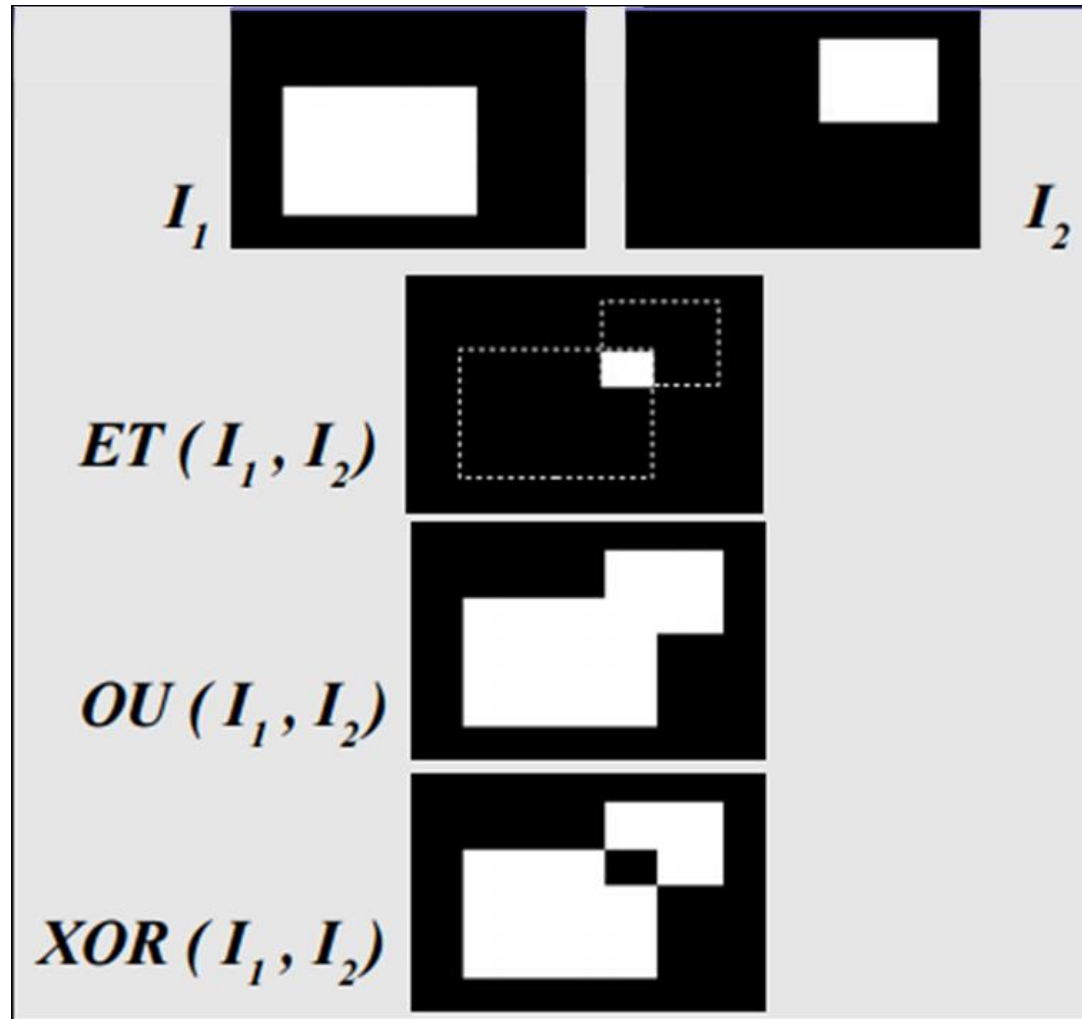 I1
I2
ET ( I1 , I2)
OU ( I1 , I2)
XOR ( I1 , I2)